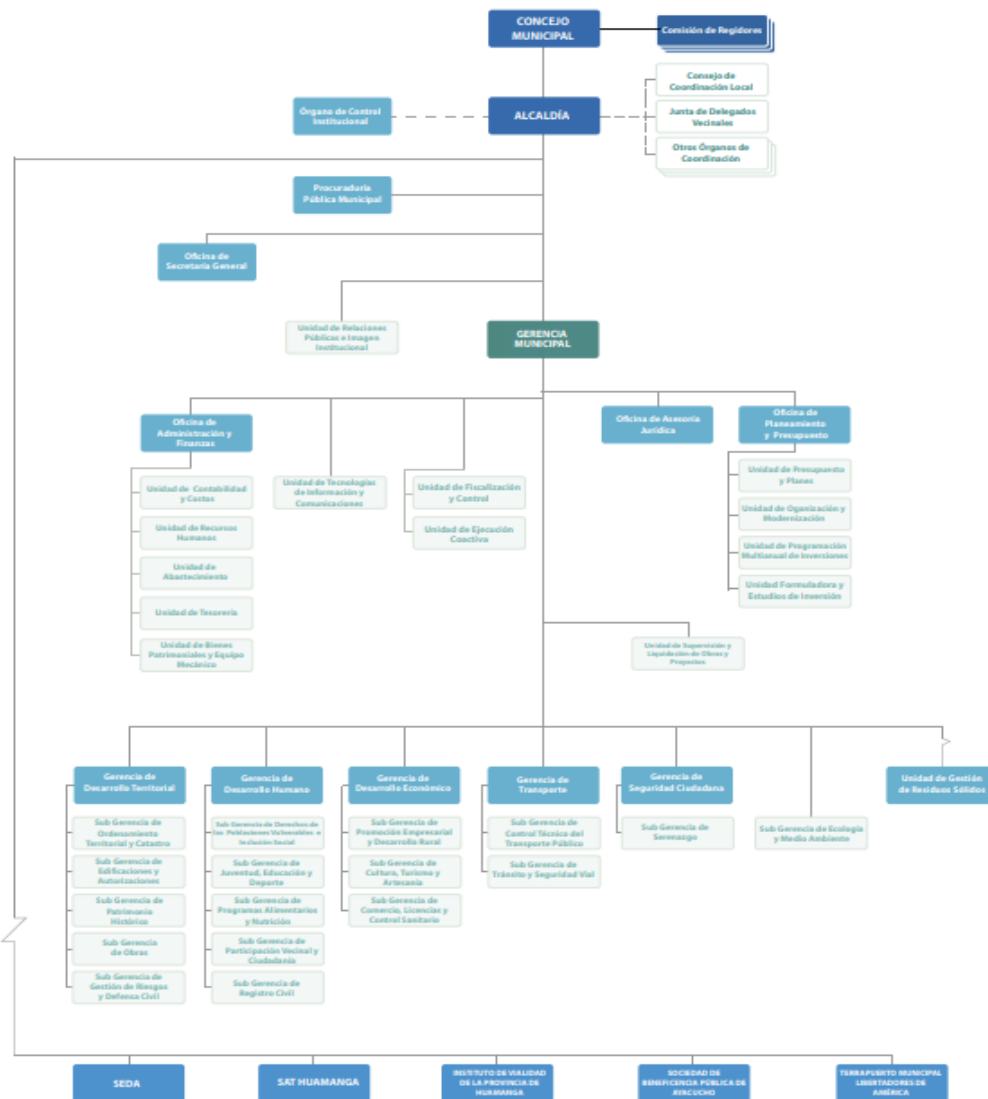 CONCEJO
MUNICIPAL
Comisión de Regidores
Consejo de
Coordinación Local
Órgano de Control
Institucional
ALCALDÍA
Junta de Delegados
Vecinales
Otros Órganos de
Coordinación
Procuraduría
Pública Municipal
Oficina de
Secretaría General
Unidad de Relaciones
Públicas e Imagen
Institucional
GERENCIA
MUNICIPAL
Oficina de
Administración y
Finanzas
Oficina de Asesoría
Jurídica
Oficina de
Planeamiento
y Presupuesto
Unidad de Contabilidad
y Costos
Unidad de Recursos
Humanos
Unidad de
Abastecimiento
Unidad de Tesorería
Unidad de Bienes
Patrimoniales y Equipo
Mecánico
Unidad de Tecnologías
de Información y
Comunicaciones
Unidad de Fiscalización
y Control
Unidad de Ejecución
Coactiva
Unidad de Presupuesto
y Planes
Unidad de Oganización y
Modernización
Unidad de Programación
Multianual de Inversiones
Unidad Formuladora y
Estudios de Inversión
Unidad de Supervisión y
Liquidación de Obras y
Proyectos
Gerencia de
Desarrollo Territorial
Sub Gerencia de
Ordenamiento
Territorial y Catastro
Sub Gerencia de
Edificaciones y
Autorizaciones
Sub Gerencia de
Patrimonio
Histórico
Sub Gerencia
de Obras
Sub Gerencia de
Gestión de Riesgos
y Defensa Civil
Gerencia de
Desarrollo Humano
Sub Gerencia de Derechos de
las Poblaciones Vulnerables e
Inclusión Social
Sub Gerencia de
Juventud, Educación y
Deporte
Sub Gerencia de
Programas Alimentarios
y Nutrición
Sub Gerencia de
Participación Vecinal y
Ciudadanía
Sub Gerencia de
Registro Civil
Gerencia de
Desarrollo Económico
Sub Gerencia de
Promoción Empresarial
y Desarrollo Rural
Sub Gerencia de
Cultura, Turismo y
Artesanía
Sub Gerencia de
Comercio, Licencias y
Control Sanitario
Gerencia de
Transporte
Sub Gerencia de
Control Técnico del
Transporte Público
Sub Gerencia de
Tránsito y Seguridad Vial
Gerencia de
Seguridad Ciudadana
Sub Gerencia de
Serenazgo
Sub Gerencia de Ecología
y Medio Ambiente
Unidad de Gestión
de Residuos Sólidos
SEDA
SAT HUAMANGA
INSTITUTO DE VIALIDAD
DE LA PROVINCIA DE
HUAMANGA
SOCIEDAD DE
BENEFICENCIA PÚBLICA DE
AYACUCHO
TERRAPUERTO MUNICIPAL
LIBERTADORES DE
AMÉRICA